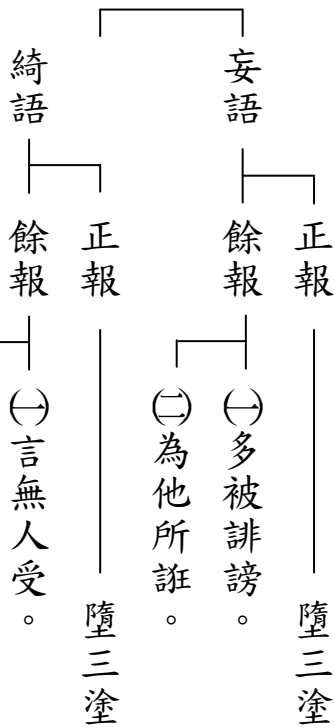 妄語
正報
墮三塗
餘報
㈠多被誹謗。
㈡為他所誑。
綺語
正報
墮三塗
餘報
㈠言無人受。